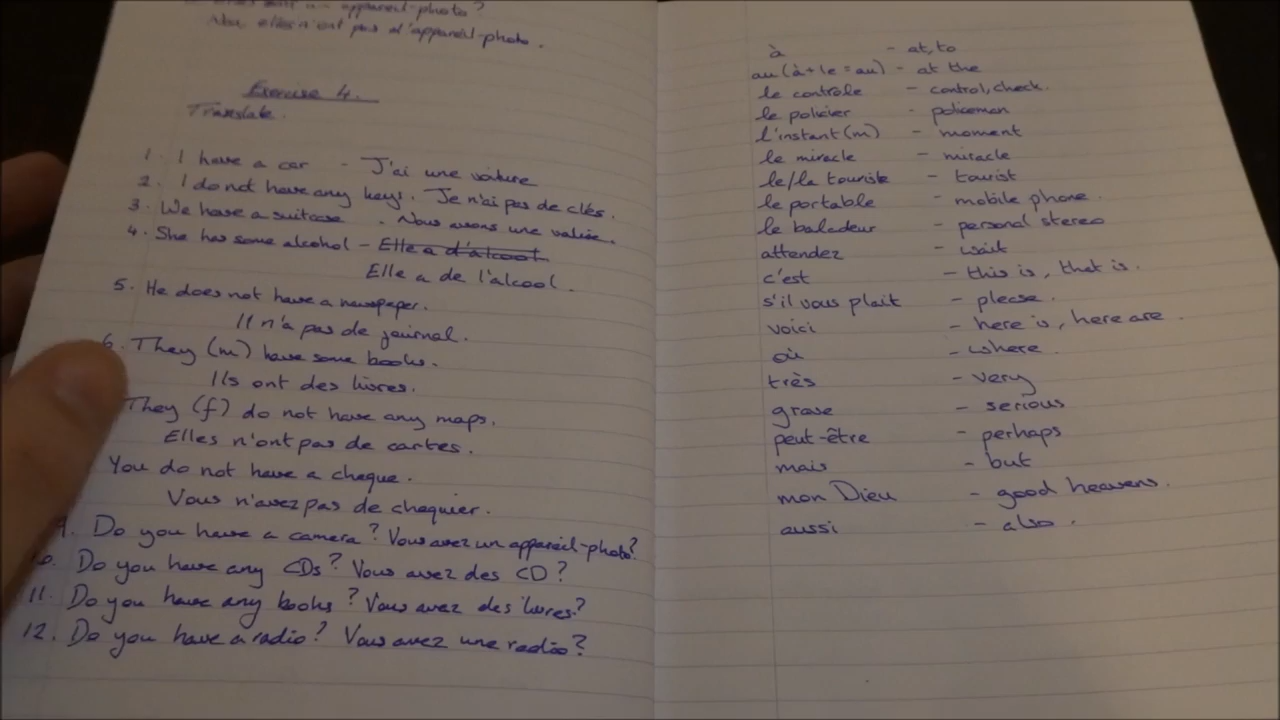 appareil-photo?
Non, elles n'ont pas d'appareil-photo.
Exercise 4.
Translate.
1. I have a car - J'ai une voiture
2. I do not have any keys. Je n'ai pas de clés.
3. We have a suitcase. Nous avons une valise.
4. She has some alcohol - Elle a d'alcool
Elle a de l'alcool.
5. He does not have a newspaper.
Il n'a pas de journal.
6. They (m) have some books.
Ils ont des livres.
They (f) do not have any maps.
Elles n'ont pas de cartes.
You do not have a cheque.
Vous n'avez pas de chequier.
9. Do you have a camera? Vous avez un appareil-photo?
10. Do you have any CDs? Vous avez des CD?
11. Do you have any books? Vous avez des livres?
12. Do you have a radio? Vous avez une radio?
à - at, to
au (à+le=au) - at the
le contrôle - control, check.
le policier - policeman
l'instant (m) - moment
le miracle - miracle
le/la touriste - tourist
le portable - mobile phone.
le baladeur - personal stereo
attendez - wait
c'est - this is, that is.
s'il vous plait - please.
voici - here is, here are.
où - where.
très - very
grave - serious
peut-être - perhaps
mais - but
mon Dieu - good heavens.
aussi - also.